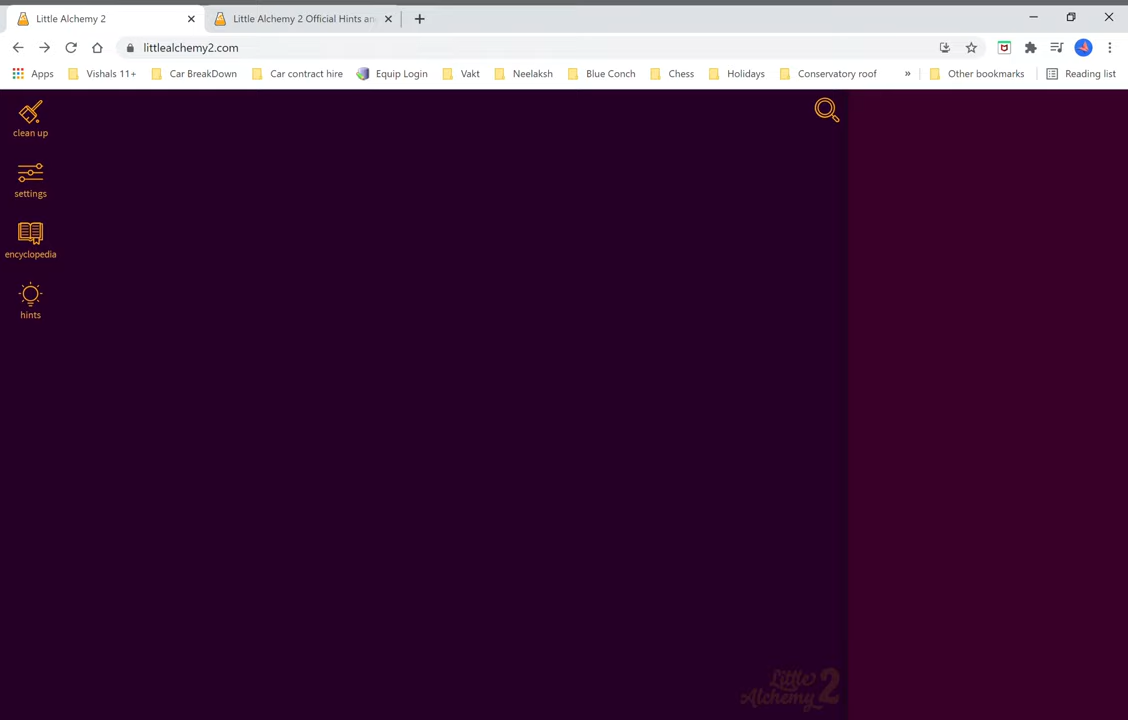 Little Alchemy 2
Little Alchemy 2 Official Hints an
littlealchemy2.com
Apps
Vishals 11+
Car BreakDown
Car contract hire
Equip Login
Vakt
Neelaksh
Blue Conch
Chess
Holidays
Conservatory roof
»
Other bookmarks
Reading list
clean up
settings
encyclopedia
hints
Little
Alchemy 2